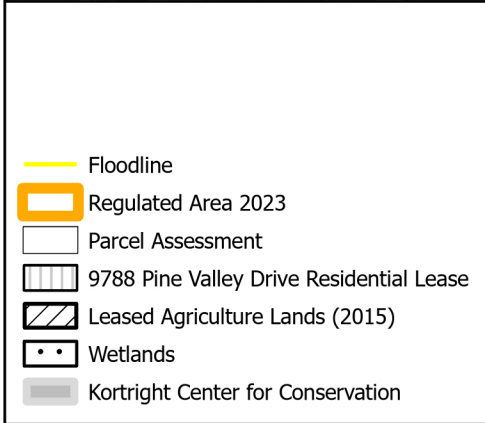 Floodline
Regulated Area 2023
Parcel Assessment
9788 Pine Valley Drive Residential Lease
Leased Agriculture Lands (2015)
Wetlands
Kortright Center for Conservation